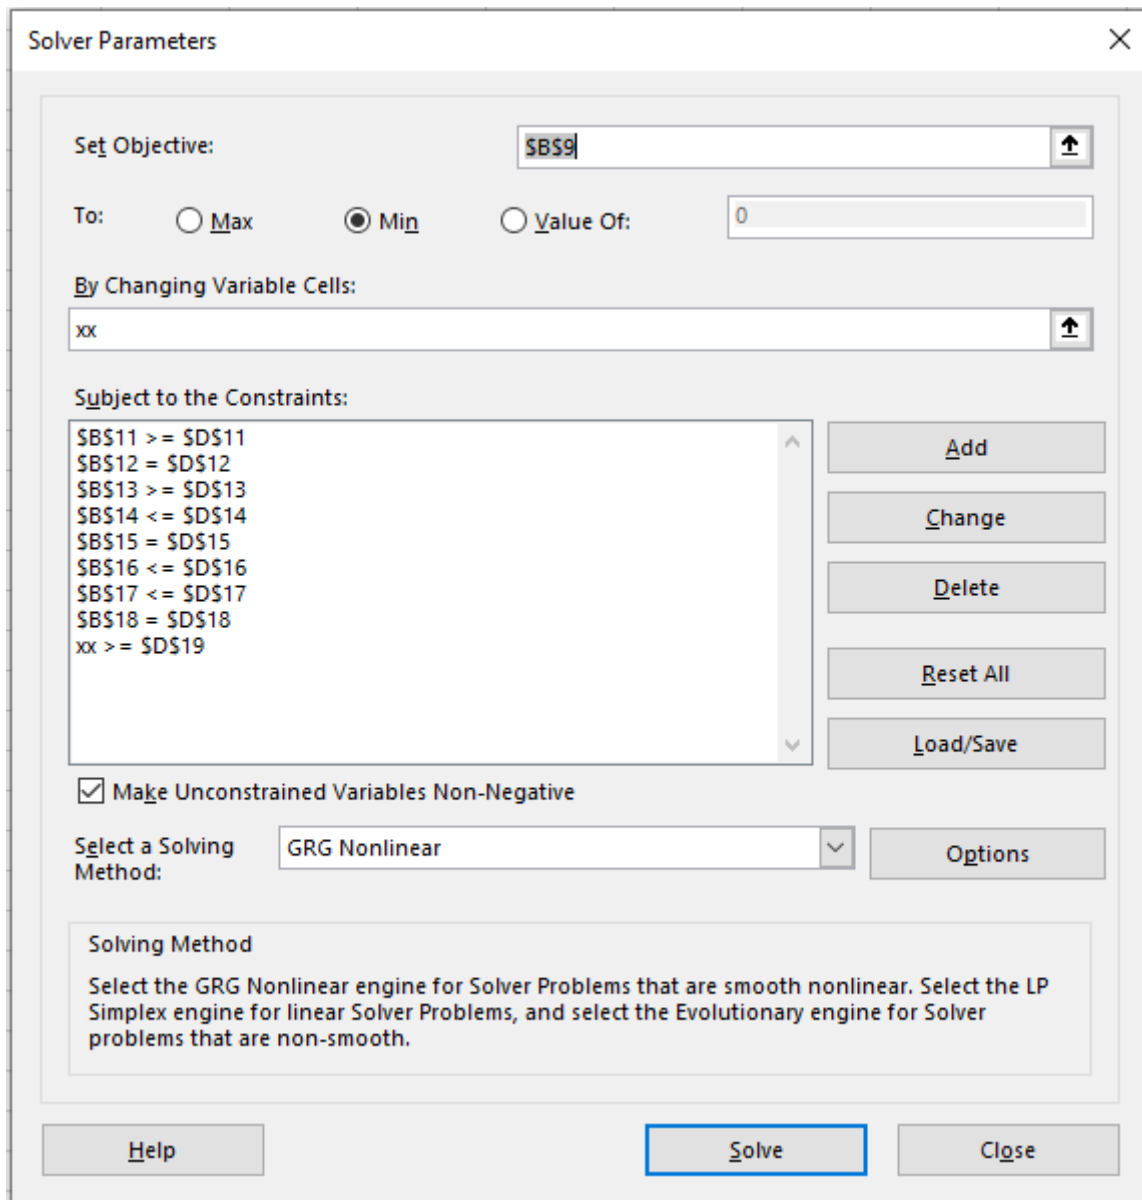 Solver Parameters
Set Objective:
$B$9
To:
Max
Min
Value Of:
0
By Changing Variable Cells:
xx
Subject to the Constraints:
$B$11 >= $D$11
$B$12 = $D$12
$B$13 >= $D$13
$B$14 <= $D$14
$B$15 = $D$15
$B$16 <= $D$16
$B$17 <= $D$17
$B$18 = $D$18
xx >= $D$19
Add
Change
Delete
Reset All
Load/Save
Make Unconstrained Variables Non-Negative
Select a Solving
Method:
GRG Nonlinear
Options
Solving Method
Select the GRG Nonlinear engine for Solver Problems that are smooth nonlinear. Select the LP
Simplex engine for linear Solver Problems, and select the Evolutionary engine for Solver
problems that are non-smooth.
Help
Solve
Close